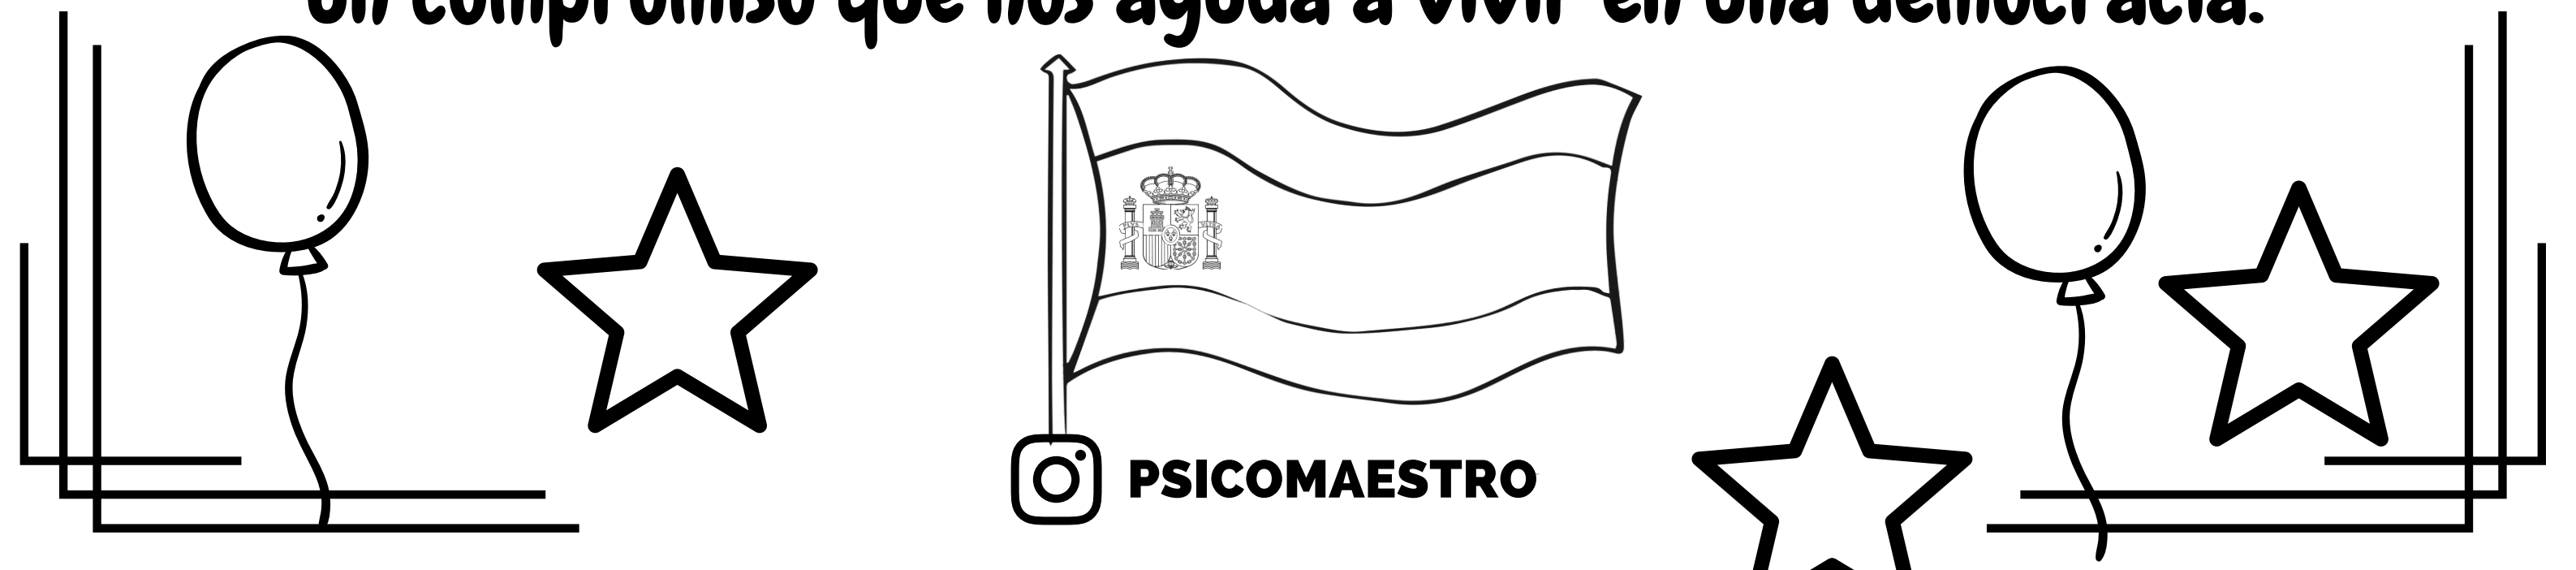 un compromiso que nos ayuda a vivir en una democracia.
PSICOMAESTRO